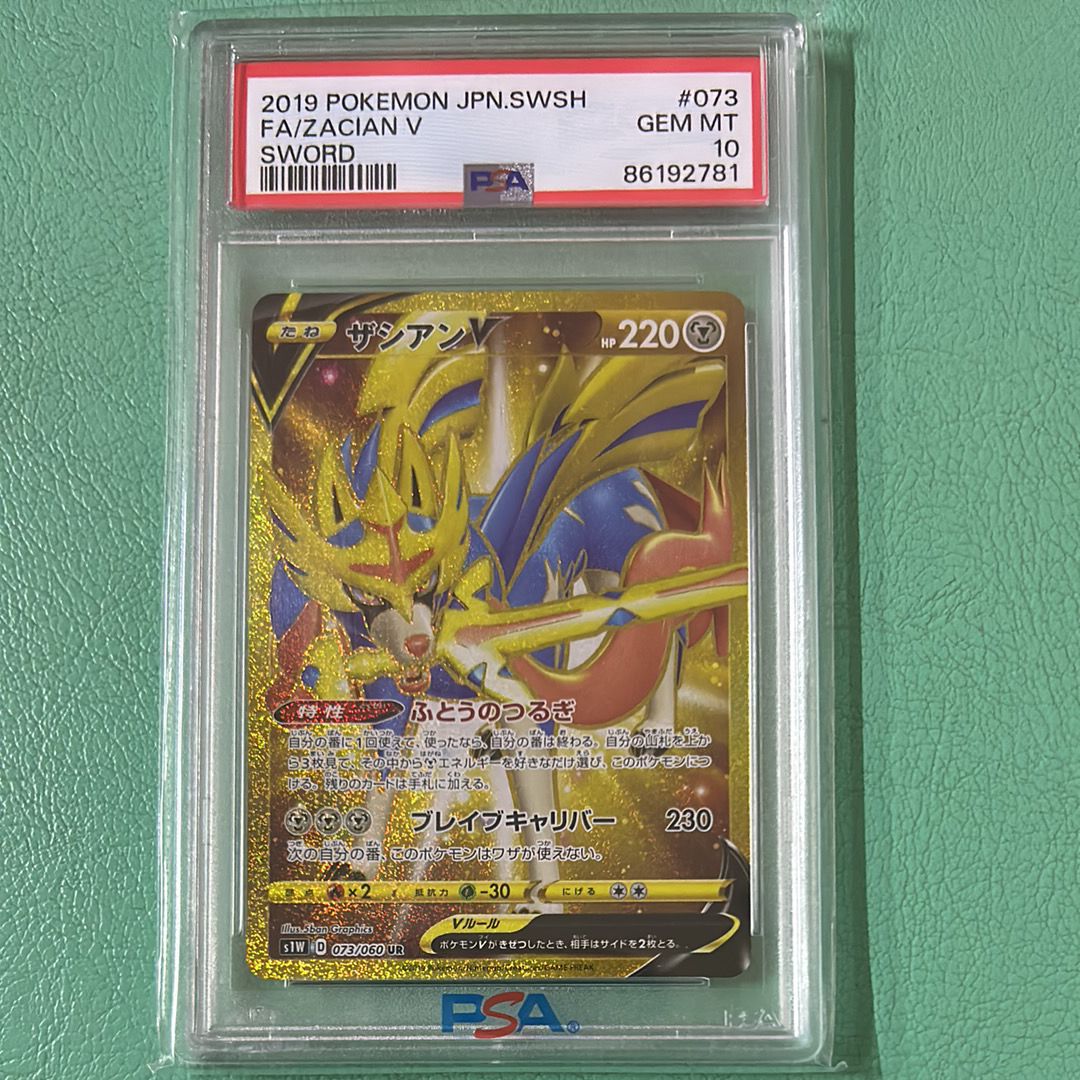 2019 POKEMON JPN.SWSH #073
FA/ZACIAN V GEM MT
SWORD 10
86192781
PSA
たね ザシアンV HP 220
特性 ふとうのつるぎ
自分の番に1回使えて、使ったなら、自分の番は終わる。自分の山札を上か
ら3枚見て、その中からエネルギーを好きなだけ選び、このポケモンにつ
ける。残りのカードは手札に加える。
ブレイブキャリバー 230
次の自分の番、このポケモンはワザが使えない。
弱点 ×2 抵抗力 -30 にげる
Illus. 5ban Graphics
Vルール
s1W D 073/060 UR
ポケモンVがきぜつしたとき、相手はサイドを2枚とる。
PSA®